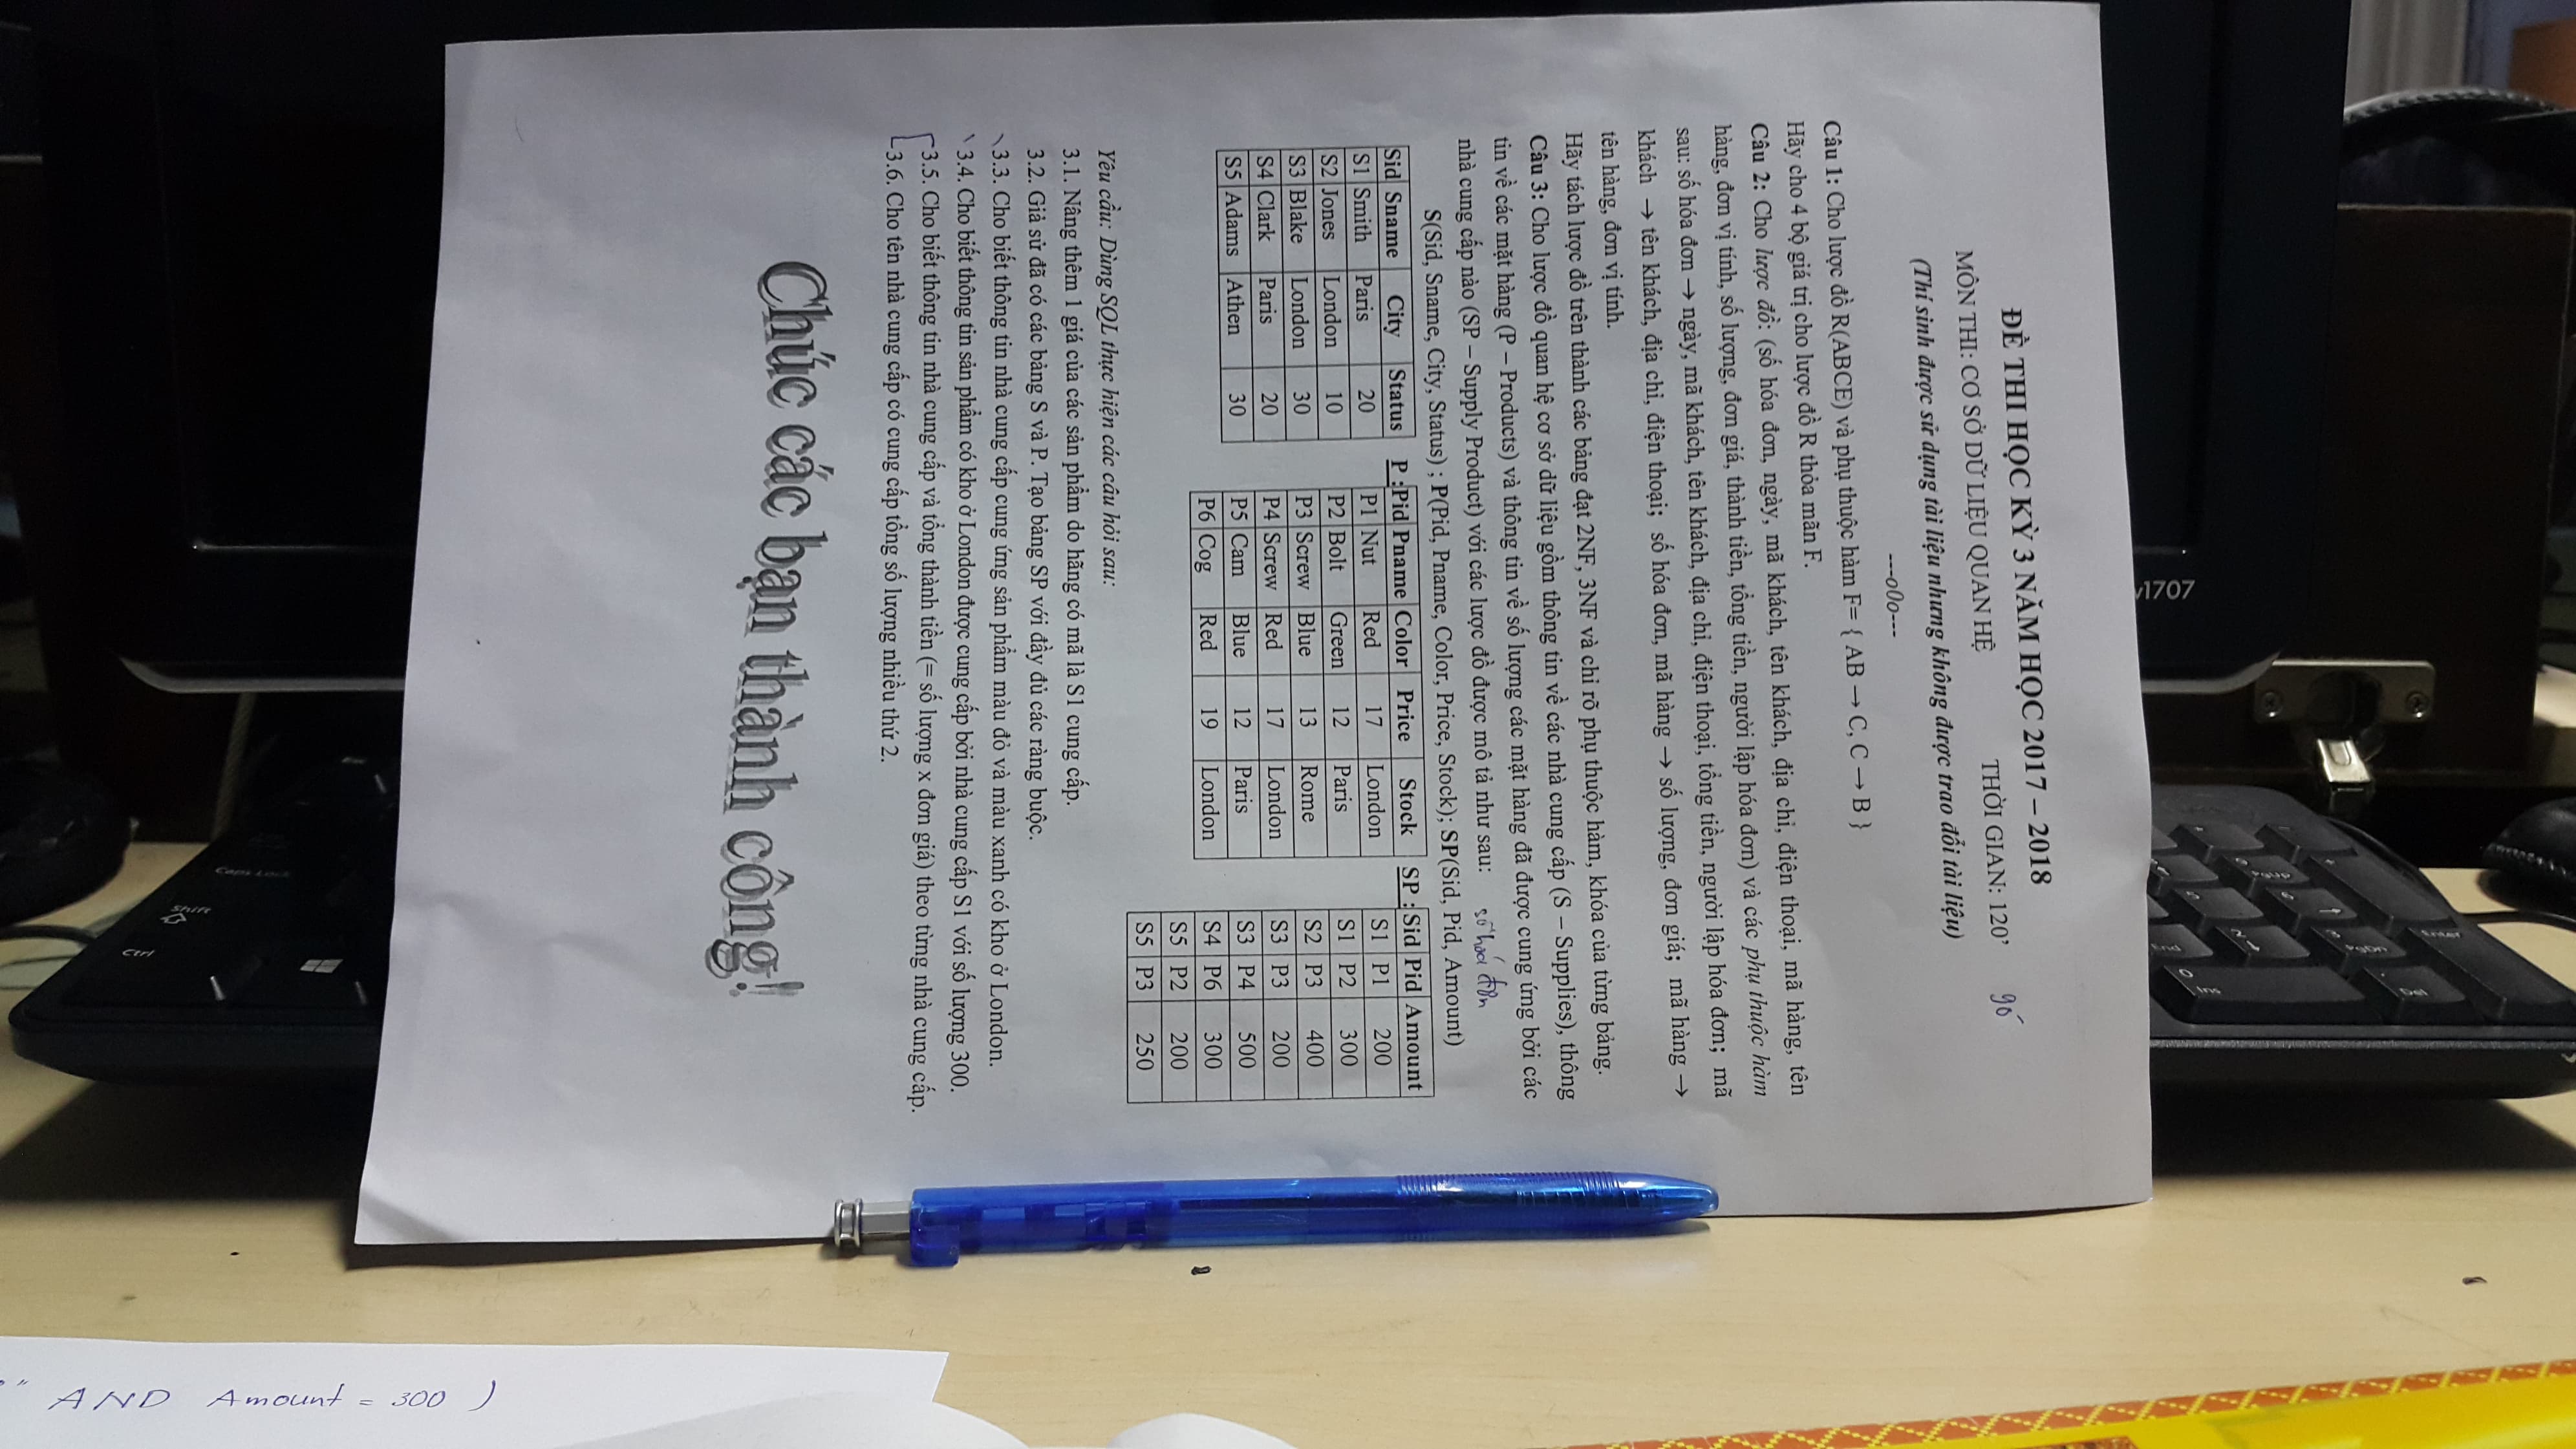 ĐỀ THI HỌC KỲ 3 NĂM HỌC 2017 – 2018
MÔN THI: CƠ SỞ DỮ LIỆU QUAN HỆ THỜI GIAN: 120’
(Thí sinh được sử dụng tài liệu nhưng không được trao đổi tài liệu)
---o0o---
Câu 1: Cho lược đồ R(ABCE) và phụ thuộc hàm F= { AB → C, C → B }
Hãy cho 4 bộ giá trị cho lược đồ R thỏa mãn F.
Câu 2: Cho lược đồ: (số hóa đơn, ngày, mã khách, tên khách, địa chỉ, điện thoại, mã hàng, tên
hàng, đơn vị tính, số lượng, đơn giá, thành tiền, tổng tiền, người lập hóa đơn) và các phụ thuộc hàm
sau: số hóa đơn → ngày, mã khách, tên khách, địa chỉ, điện thoại, tổng tiền, người lập hóa đơn; mã
khách → tên khách, địa chỉ, điện thoại; số hóa đơn, mã hàng → số lượng, đơn giá; mã hàng →
tên hàng, đơn vị tính.
Hãy tách lược đồ trên thành các bảng đạt 2NF, 3NF và chỉ rõ phụ thuộc hàm, khóa của từng bảng.
Câu 3: Cho lược đồ quan hệ cơ sở dữ liệu gồm thông tin về các nhà cung cấp (S – Supplies), thông
tin về các mặt hàng (P – Products) và thông tin về số lượng các mặt hàng đã được cung ứng bởi các
nhà cung cấp nào (SP – Supply Product) với các lược đồ được mô tả như sau: số hoá đơn
S(Sid, Sname, City, Status) ; P(Pid, Pname, Color, Price, Stock); SP(Sid, Pid, Amount)
Sid Sname City Status P : Pid Pname Color Price Stock SP : Sid Pid Amount
S1 Smith Paris 20 P1 Nut Red 17 London S1 P1 200
S2 Jones London 10 P2 Bolt Green 12 Paris S1 P2 300
S3 Blake London 30 P3 Screw Blue 13 Rome S2 P3 400
S4 Clark Paris 20 P4 Screw Red 17 London S3 P3 200
S5 Adams Athen 30 P5 Cam Blue 12 Paris S3 P4 500
P6 Cog Red 19 London S4 P6 300
S5 P2 200
S5 P3 250
Yêu cầu: Dùng SQL thực hiện các câu hỏi sau:
3.1. Nâng thêm 1 giá của các sản phẩm do hãng có mã là S1 cung cấp.
3.2. Giả sử đã có các bảng S và P. Tạo bảng SP với đầy đủ các ràng buộc.
3.3. Cho biết thông tin nhà cung cấp cung ứng sản phẩm màu đỏ và màu xanh có kho ở London.
3.4. Cho biết thông tin sản phẩm có kho ở London được cung cấp bởi nhà cung cấp S1 với số lượng 300.
3.5. Cho biết thông tin nhà cung cấp và tổng thành tiền (= số lượng x đơn giá) theo từng nhà cung cấp.
3.6. Cho tên nhà cung cấp có cung cấp tổng số lượng nhiều thứ 2.
Chúc các bạn thành công!
v1707
Caps Lock
Shift
Ctrl
PgUp
PgDn
Enter
End
0
Ins
Del
" AND Amount = 300 )